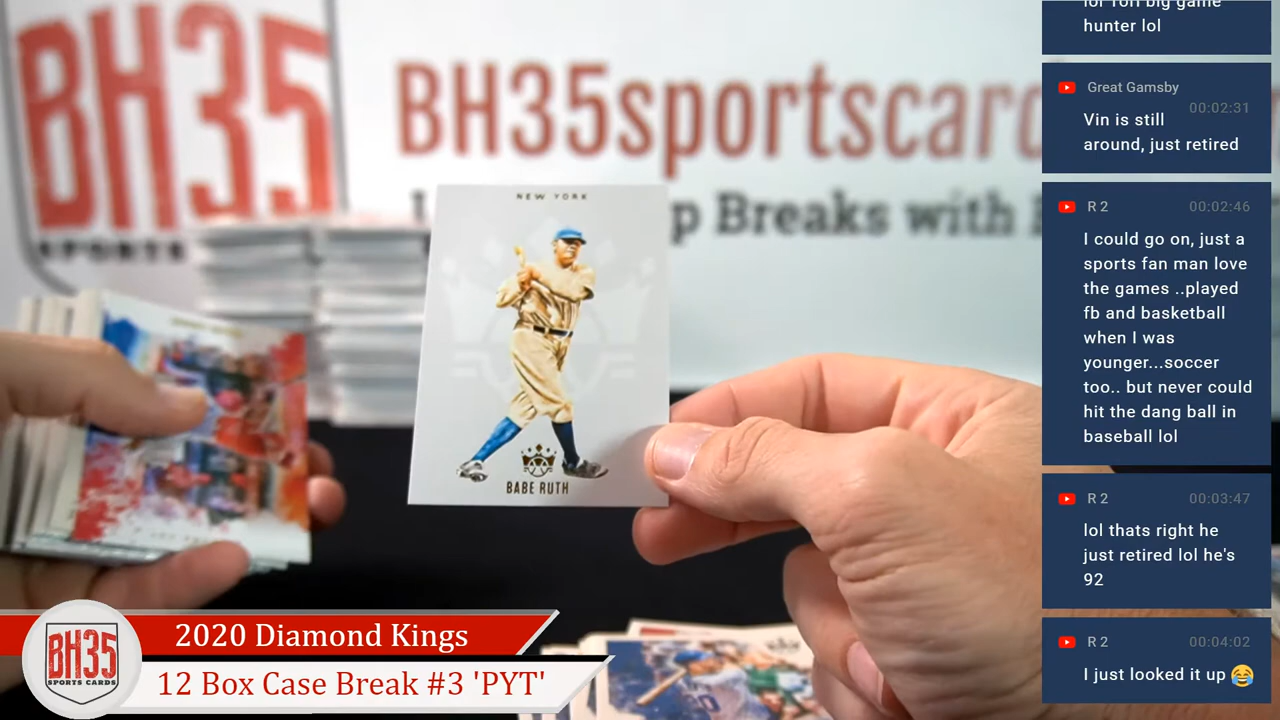 BH35
SPORTS
BH35sportscard
p Breaks with
NEW YORK
BABE RUTH
2020 Diamond Kings
12 Box Case Break #3 'PYT'
BH35
SPORTS CARDS
hunter lol
Great Gamsby
00:02:31
Vin is still
around, just retired
R 2
00:02:46
I could go on, just a
sports fan man love
the games ..played
fb and basketball
when I was
younger...soccer
too.. but never could
hit the dang ball in
baseball lol
R 2
00:03:47
lol thats right he
just retired lol he's
92
R 2
00:04:02
I just looked it up 😂